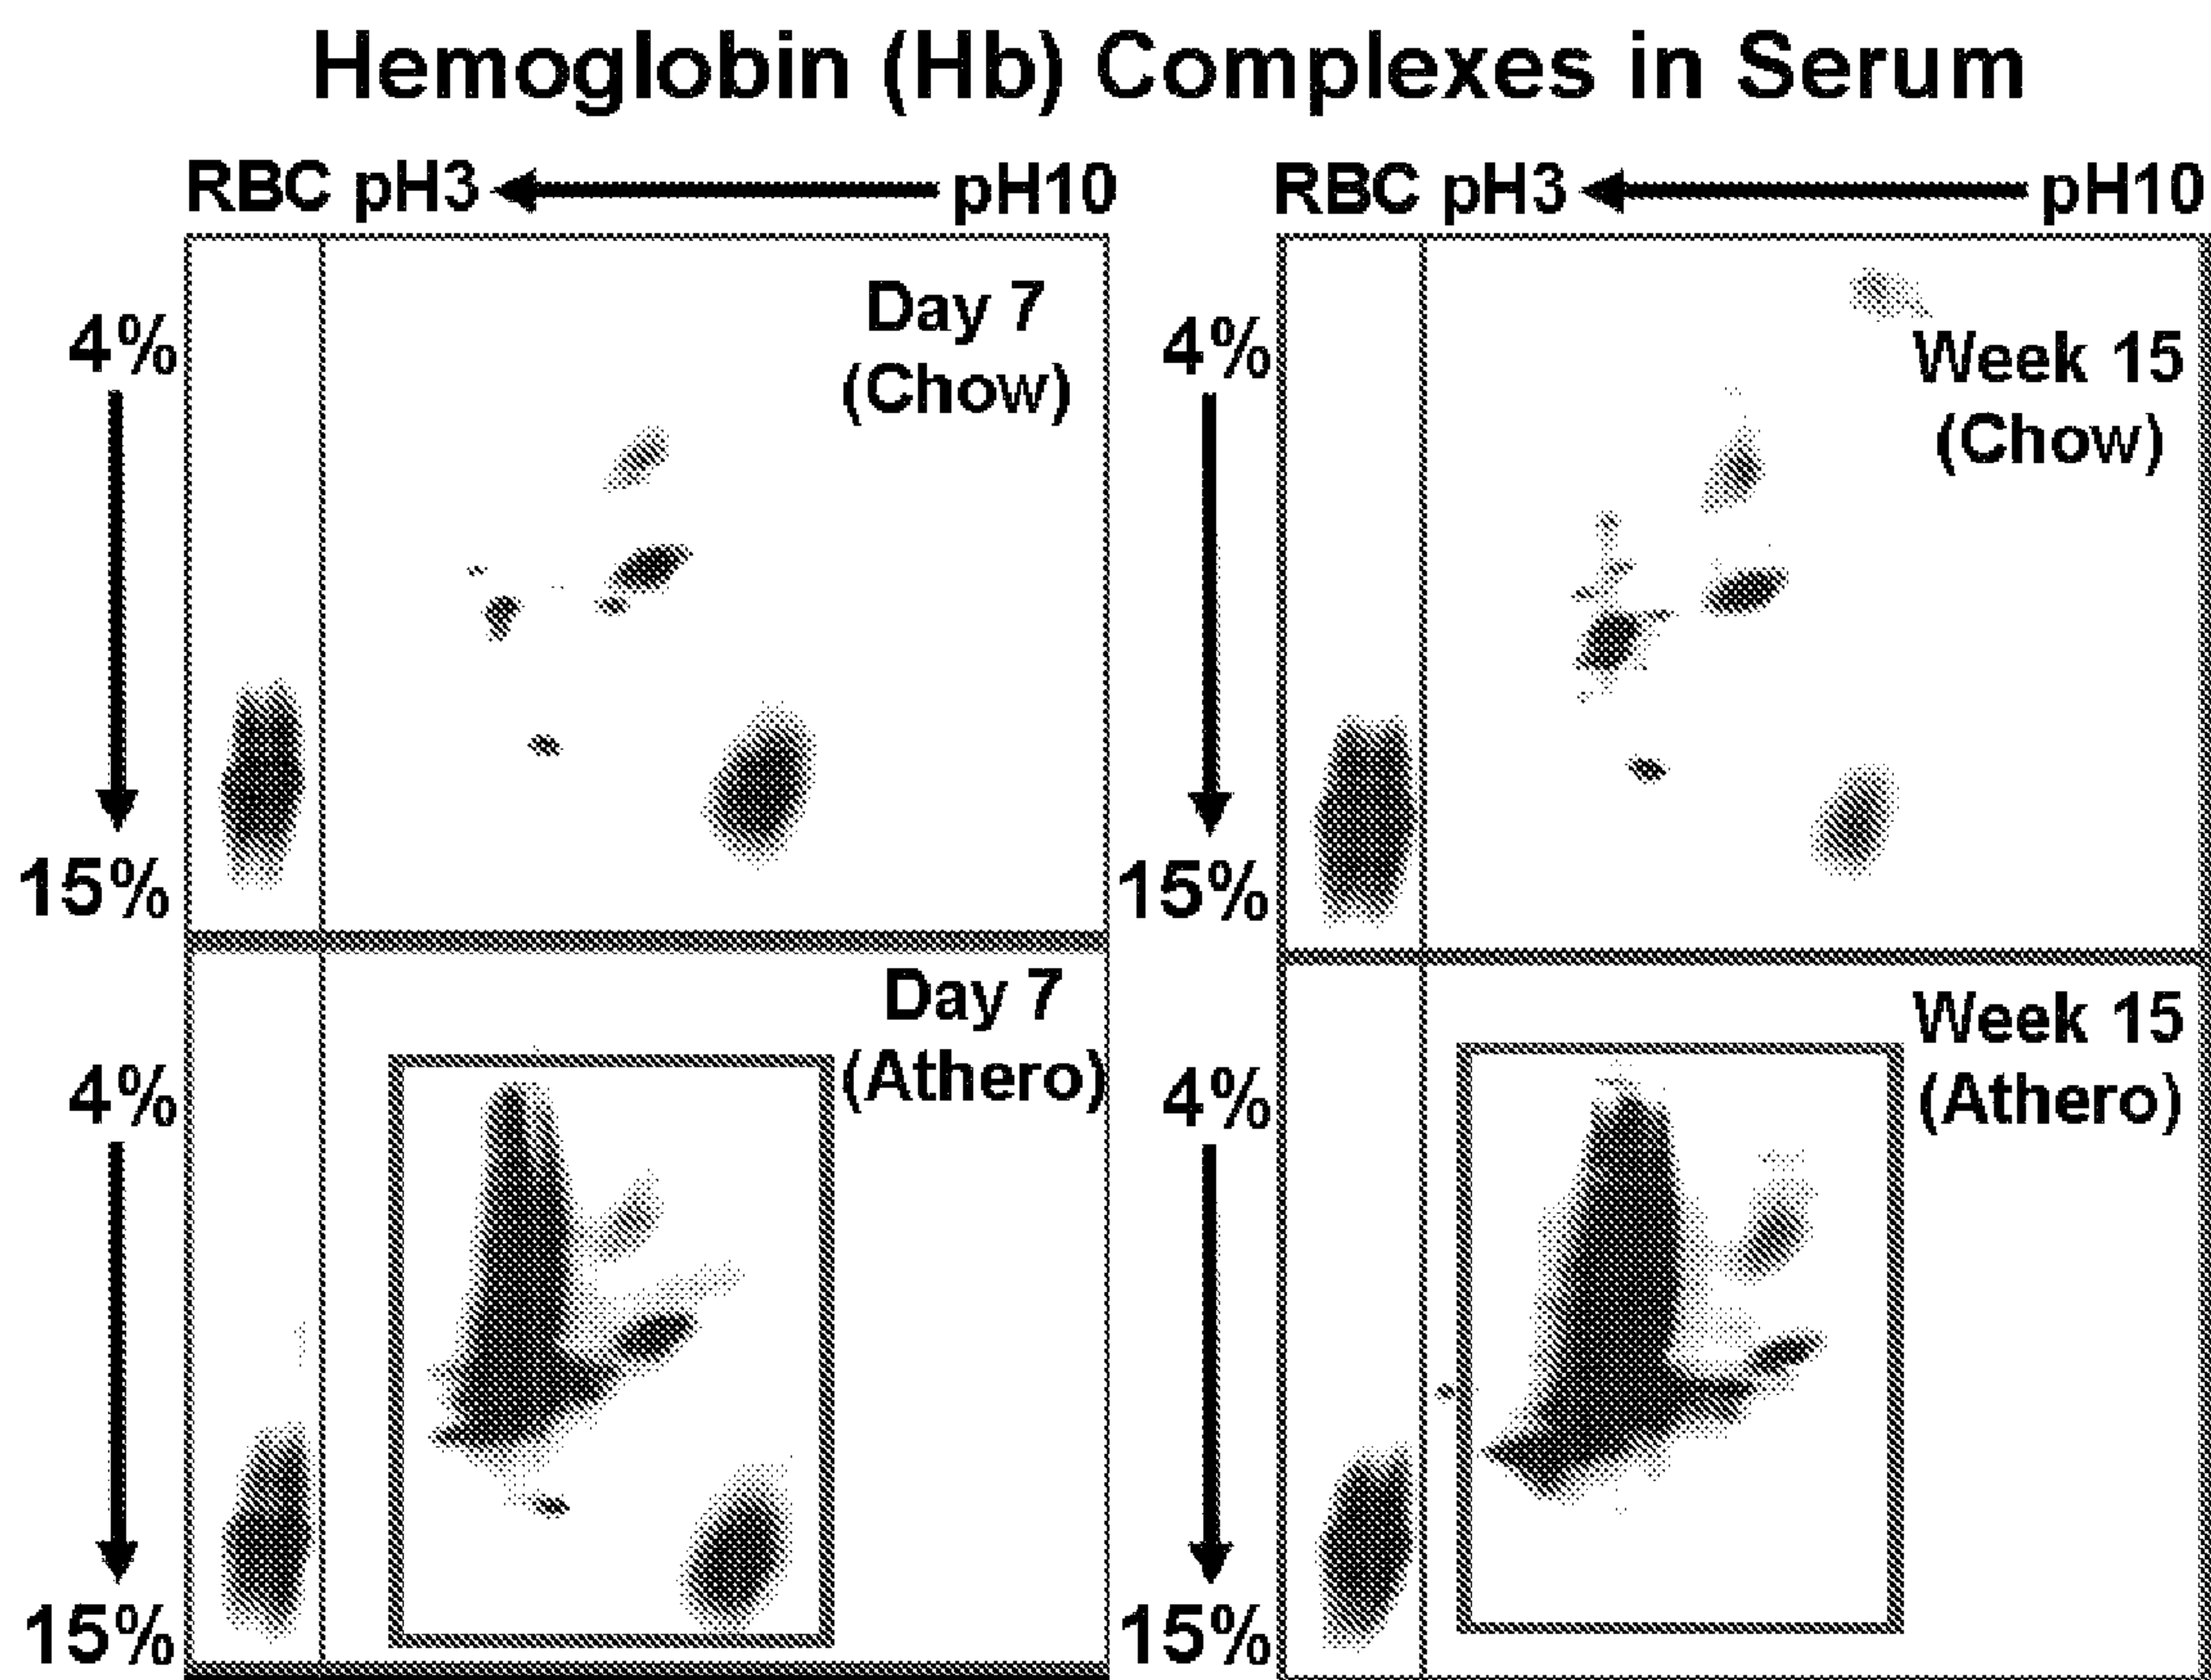 Hemoglobin (Hb) Complexes in Serum
RBC pH3 pH10
RBC pH3 pH10
4%
15%
Day 7
(Chow)
4%
15%
Week 15
(Chow)
4%
15%
Day 7
(Athero)
4%
15%
Week 15
(Athero)